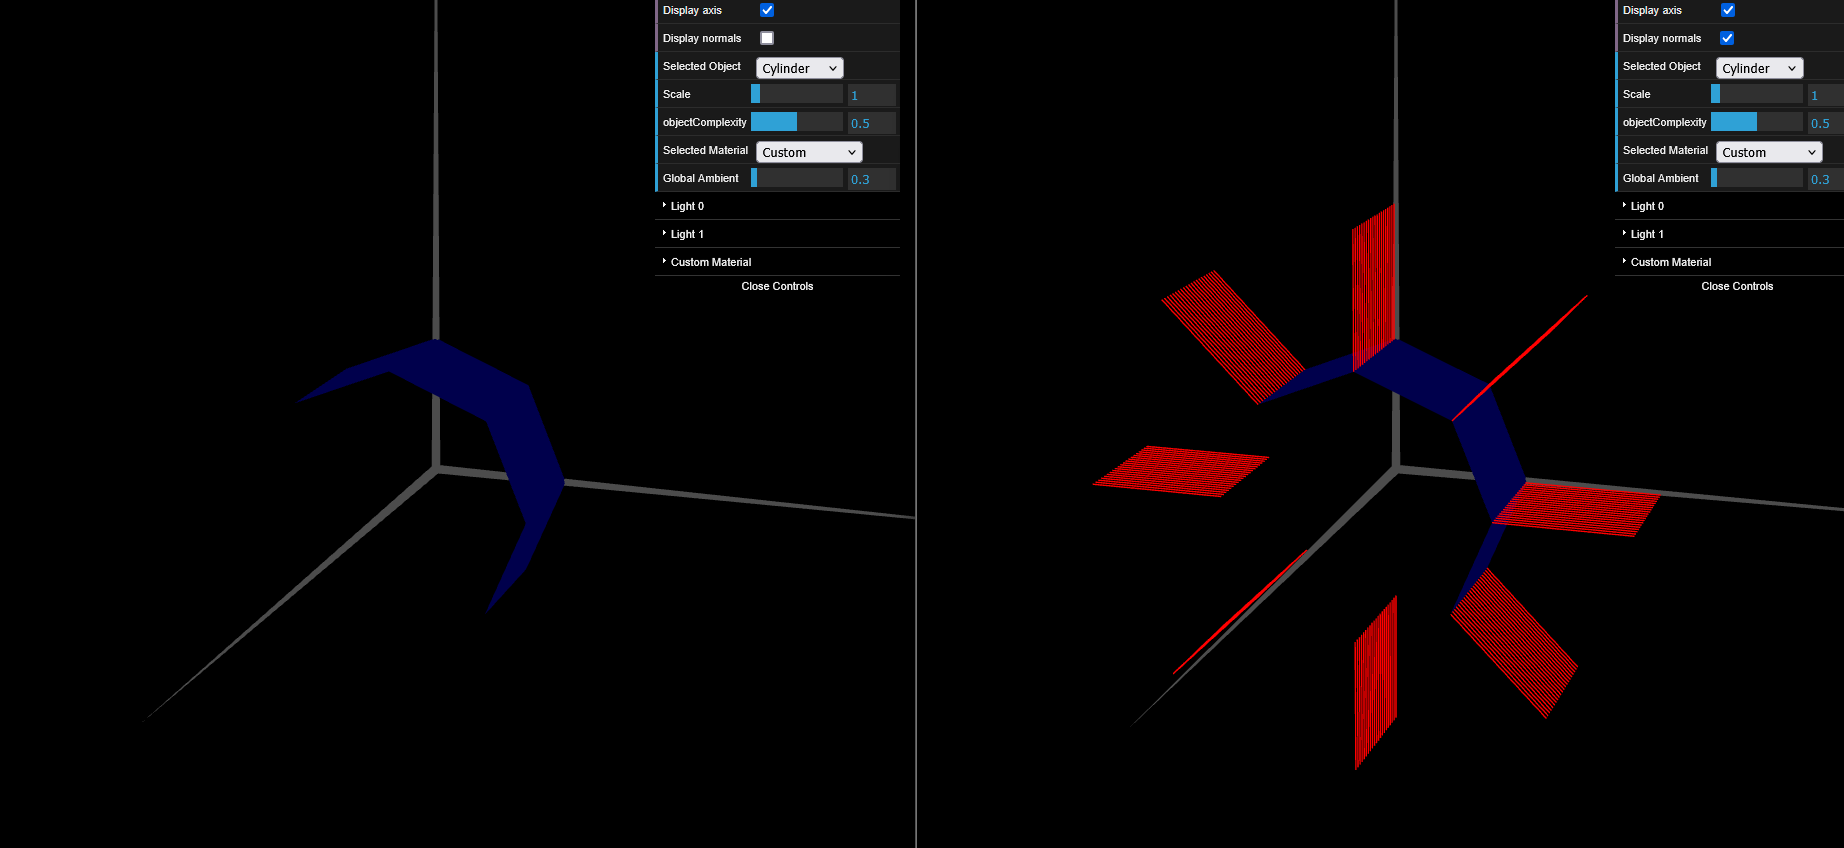 Display axis
Display normals
Selected Object Cylinder
Scale 1
objectComplexity 0.5
Selected Material Custom
Global Ambient 0.3
Light 0
Light 1
Custom Material
Close Controls
Display axis
Display normals
Selected Object Cylinder
Scale 1
objectComplexity 0.5
Selected Material Custom
Global Ambient 0.3
Light 0
Light 1
Custom Material
Close Controls